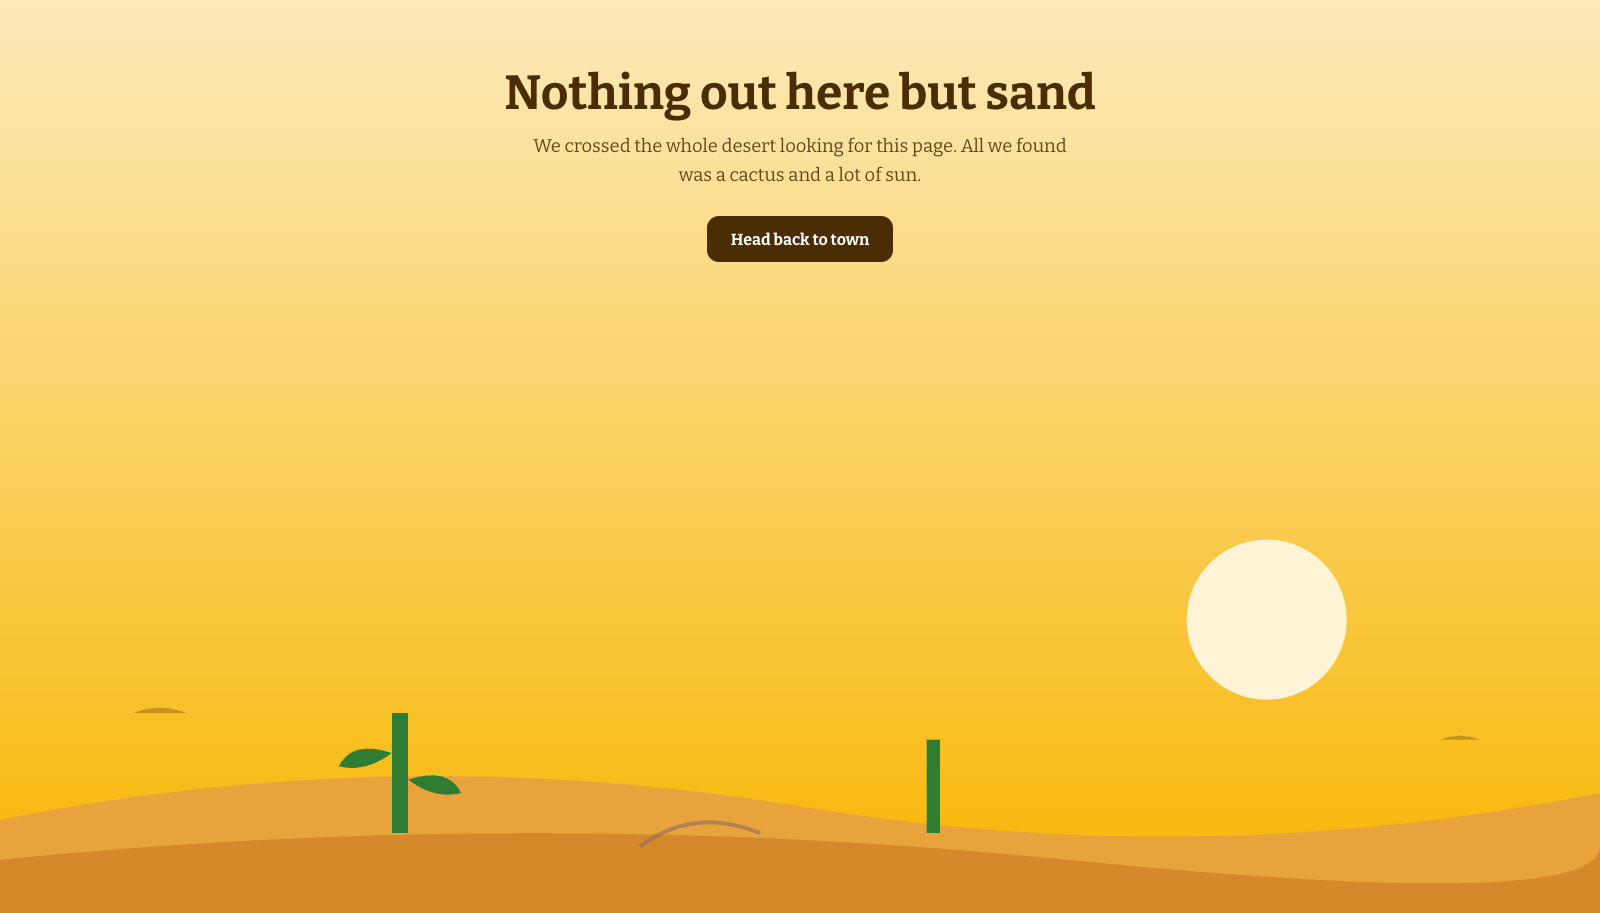 Nothing out here but sand
We crossed the whole desert looking for this page. All we found
was a cactus and a lot of sun.
Head back to town